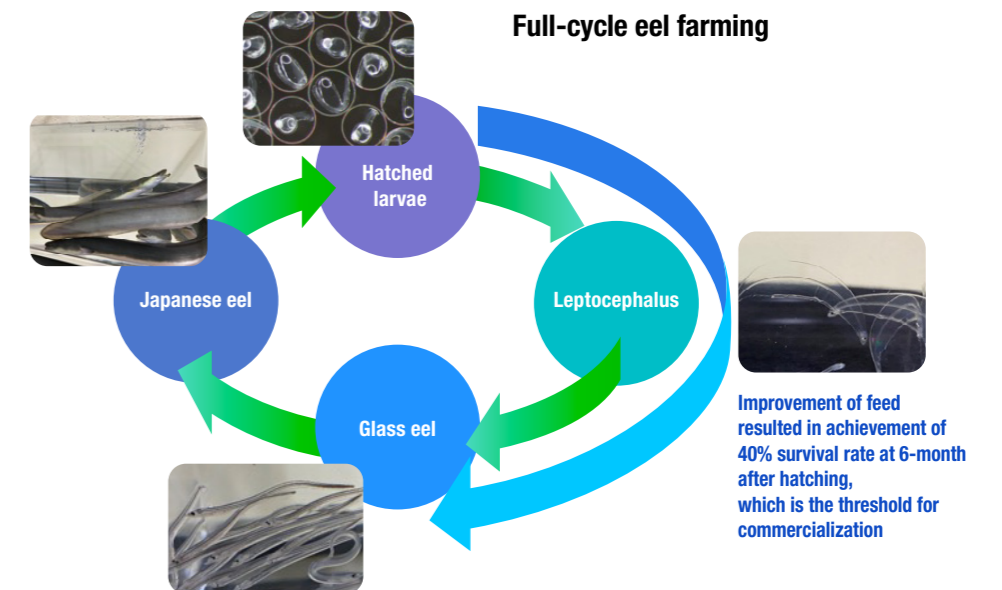 Full-cycle eel farming
Hatched
larvae
Japanese eel
Leptocephalus
Glass eel
Improvement of feed
resulted in achievement of
40% survival rate at 6-month
after hatching,
which is the threshold for
commercialization